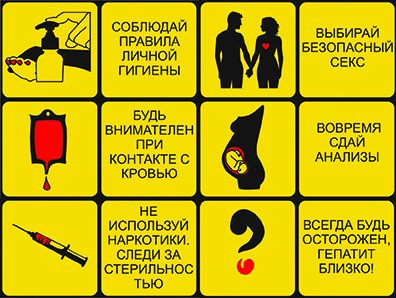 СОБЛЮДАЙ
ПРАВИЛА
ЛИЧНОЙ
ГИГИЕНЫ
ВЫБИРАЙ
БЕЗОПАСНЫЙ
СЕКС
БУДЬ
ВНИМАТЕЛЕН
ПРИ
КОНТАКТЕ С
КРОВЬЮ
ВОВРЕМЯ
СДАЙ
АНАЛИЗЫ
НЕ
ИСПОЛЬЗУЙ
НАРКОТИКИ.
СЛЕДИ ЗА
СТЕРИЛЬНОС
ТЬЮ
ВСЕГДА БУДЬ
ОСТОРОЖЕН,
ГЕПАТИТ
БЛИЗКО!